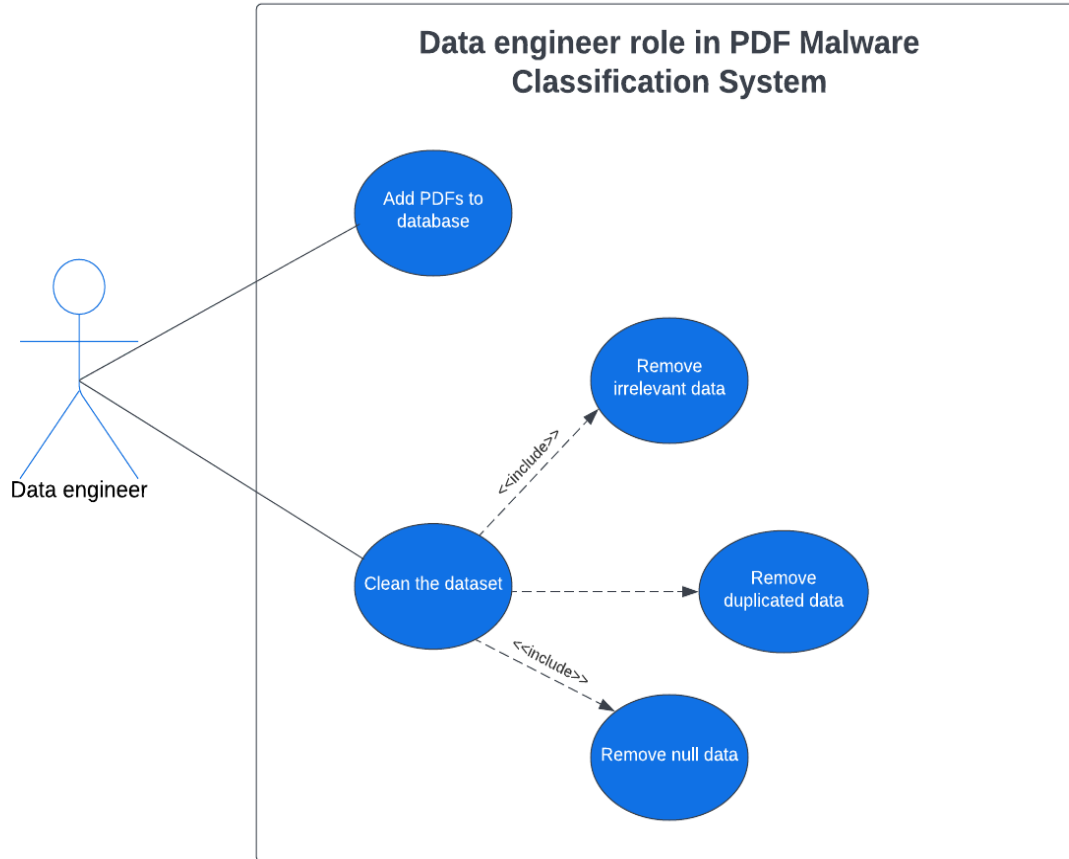 Data engineer role in PDF Malware
Classification System
Add PDFs to
database
Remove
irrelevant data
<<include>>
Data engineer
Clean the dataset
Remove
duplicated data
<<include>>
Remove null data